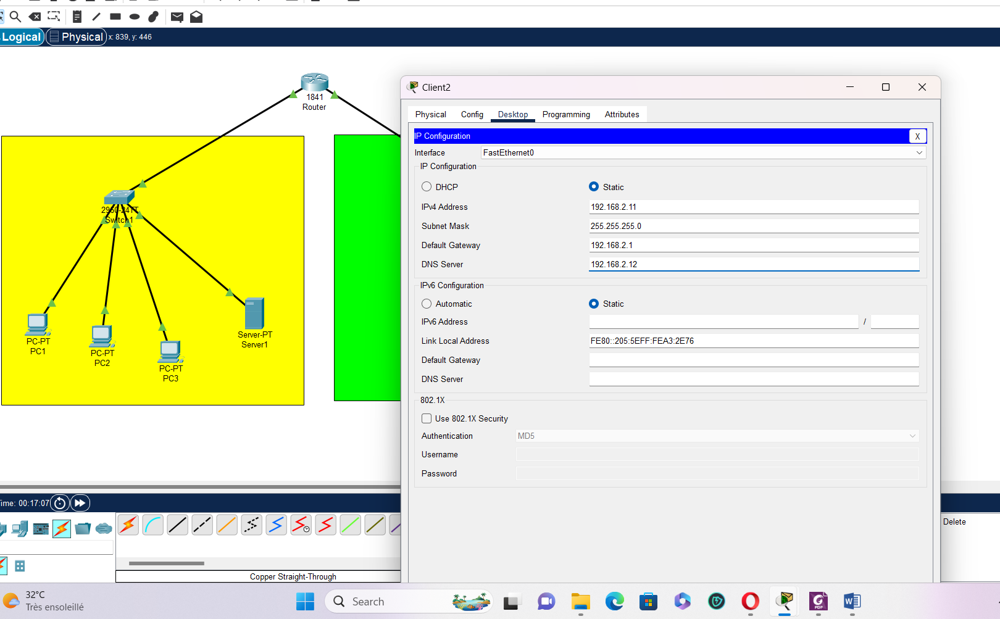 Logical
Physical
x: 839, y: 446
1841
Router
2960-24TT
Switch1
PC-PT
PC1
PC-PT
PC2
PC-PT
PC3
Server-PT
Server1
Client2
Physical
Config
Desktop
Programming
Attributes
IP Configuration
X
Interface
FastEthernet0
IP Configuration
DHCP
Static
IPv4 Address
192.168.2.11
Subnet Mask
255.255.255.0
Default Gateway
192.168.2.1
DNS Server
192.168.2.12
IPv6 Configuration
Automatic
Static
IPv6 Address
/
Link Local Address
FE80::205:5EFF:FEA3:2E76
Default Gateway
DNS Server
802.1X
Use 802.1X Security
Authentication
MD5
Username
Password
ime: 00:17:07
Delete
Copper Straight-Through
32°C
Très ensoleillé
Search
PDF
W